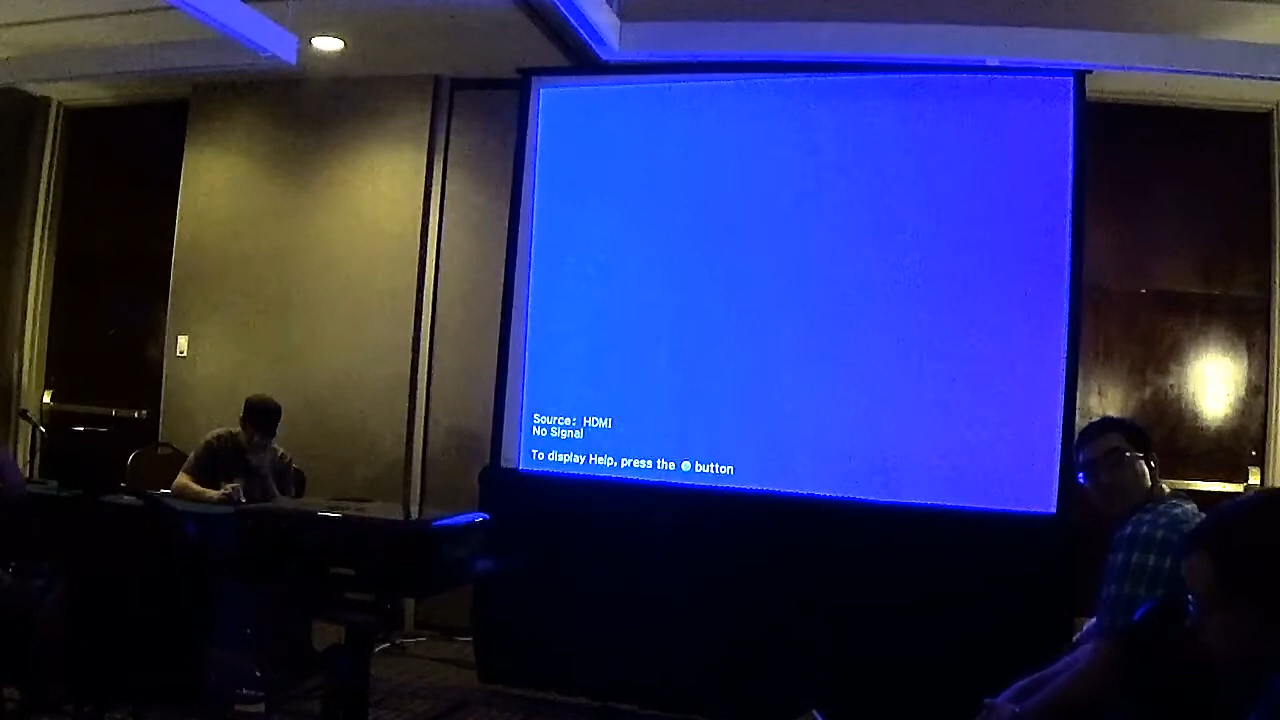 Source: HDMI
No Signal
To display Help, press the button